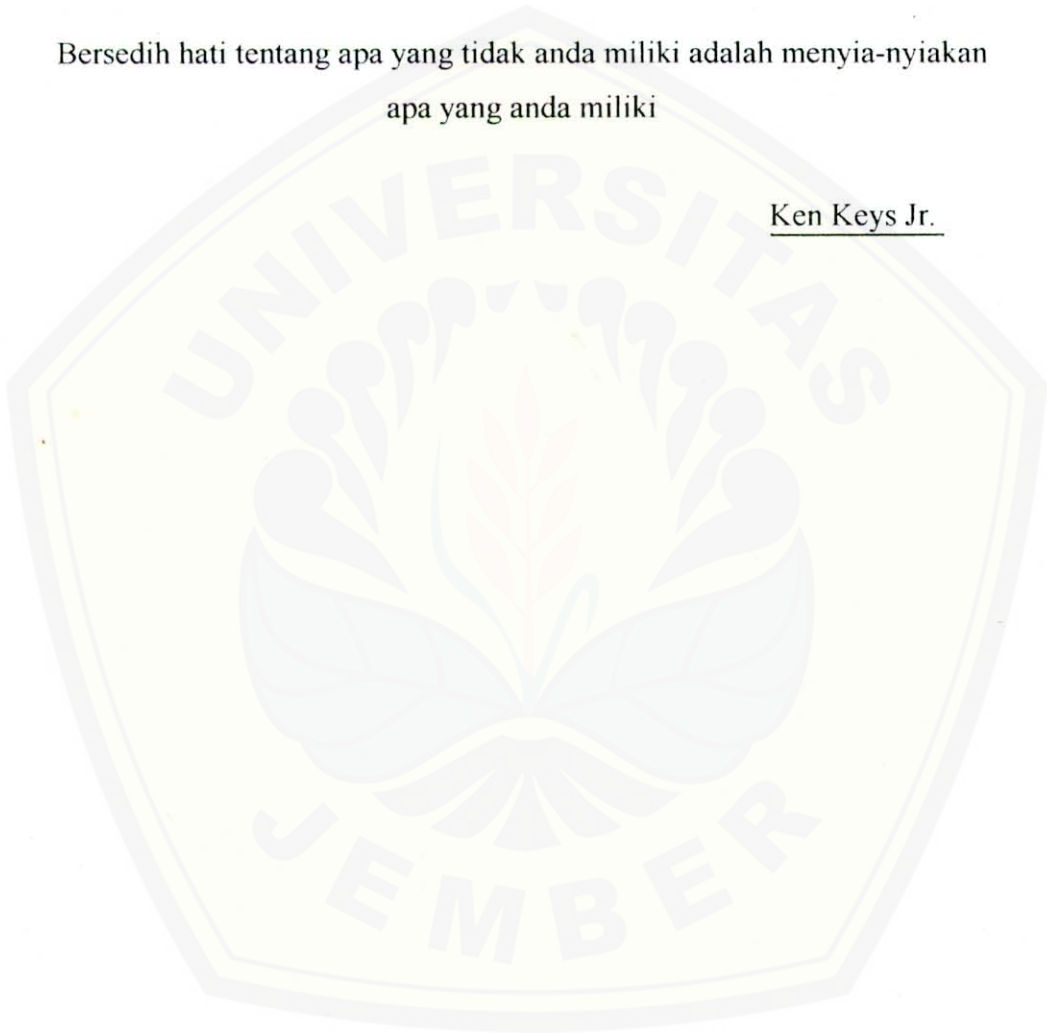 Bersedih hati tentang apa yang tidak anda miliki adalah menyia-nyiakan
apa yang anda miliki
Ken Keys Jr.
UNIVERSITAS
JEMBER